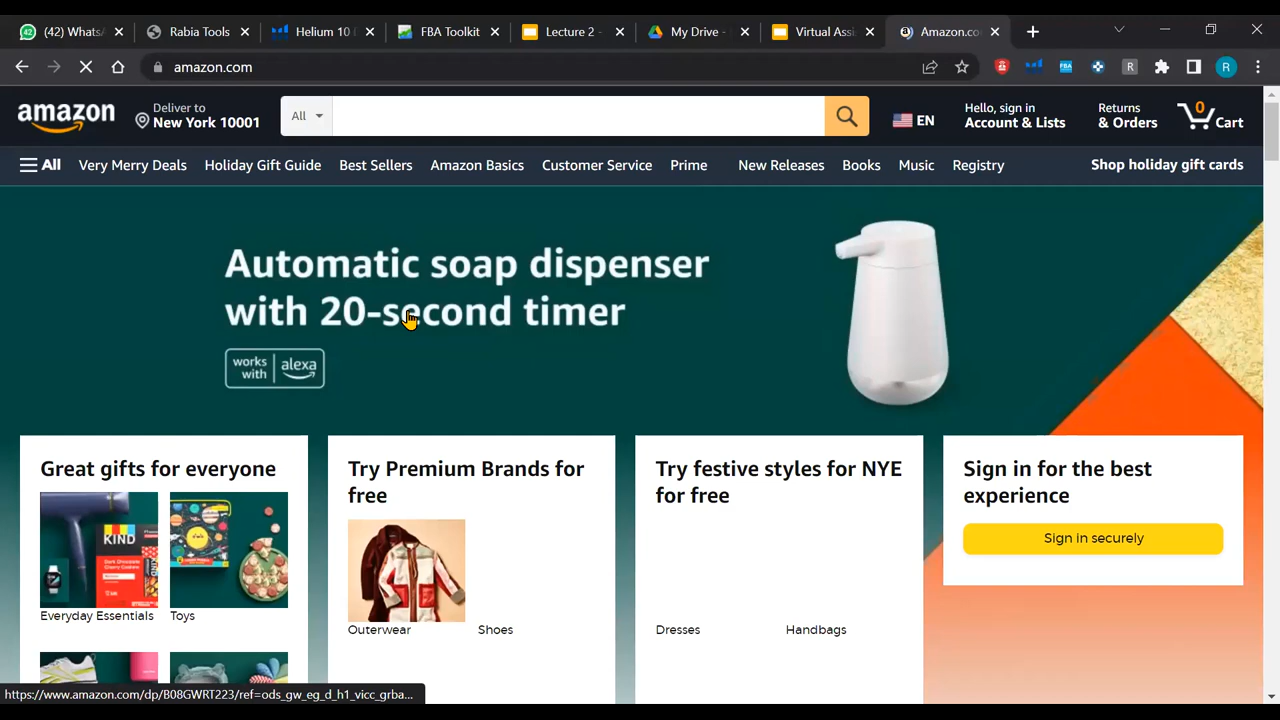 (42) WhatsA
Rabia Tools
Helium 10
FBA Toolkit
Lecture 2 -
My Drive -
Virtual Assi
Amazon.co
amazon.com
R
R
amazon
Deliver to
New York 10001
All
EN
Hello, sign in
Account & Lists
Returns
& Orders
0
Cart
All
Very Merry Deals
Holiday Gift Guide
Best Sellers
Amazon Basics
Customer Service
Prime
New Releases
Books
Music
Registry
Shop holiday gift cards
Automatic soap dispenser
with 20-second timer
works
with
alexa
Great gifts for everyone
KIND
Everyday Essentials
Toys
Try Premium Brands for
free
Outerwear
Shoes
Try festive styles for NYE
for free
Dresses
Handbags
Sign in for the best
experience
Sign in securely
https://www.amazon.com/dp/B08GWRT223/ref=ods_gw_eg_d_h1_vicc_grba...